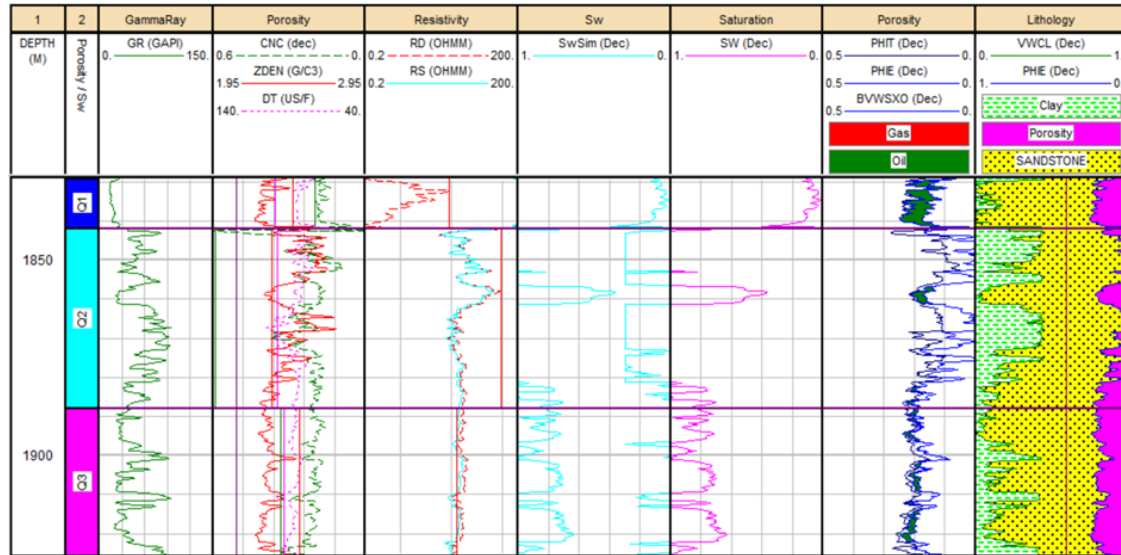 1 2 GammaRay Porosity Resistivity Sw Saturation Porosity Lithology
DEPTH (M)
Porosity / Sw
GR (GAPI)
0. 150.
CNC (dec)
0.6 0.
ZDEN (G/C3)
1.95 2.95
DT (US/F)
140. 40.
RD (OHMM)
0.2 200.
RS (OHMM)
0.2 200.
SwSim (Dec)
1. 0.
SW (Dec)
1. 0.
PHIT (Dec)
0.5 0.
PHIE (Dec)
0.5 0.
BVWSXO (Dec)
0.5 0.
Gas
Oil
VWCL (Dec)
0. 1.
PHIE (Dec)
1. 0.
Clay
Porosity
SANDSTONE
Q1
1850
Q2
Q3
1900